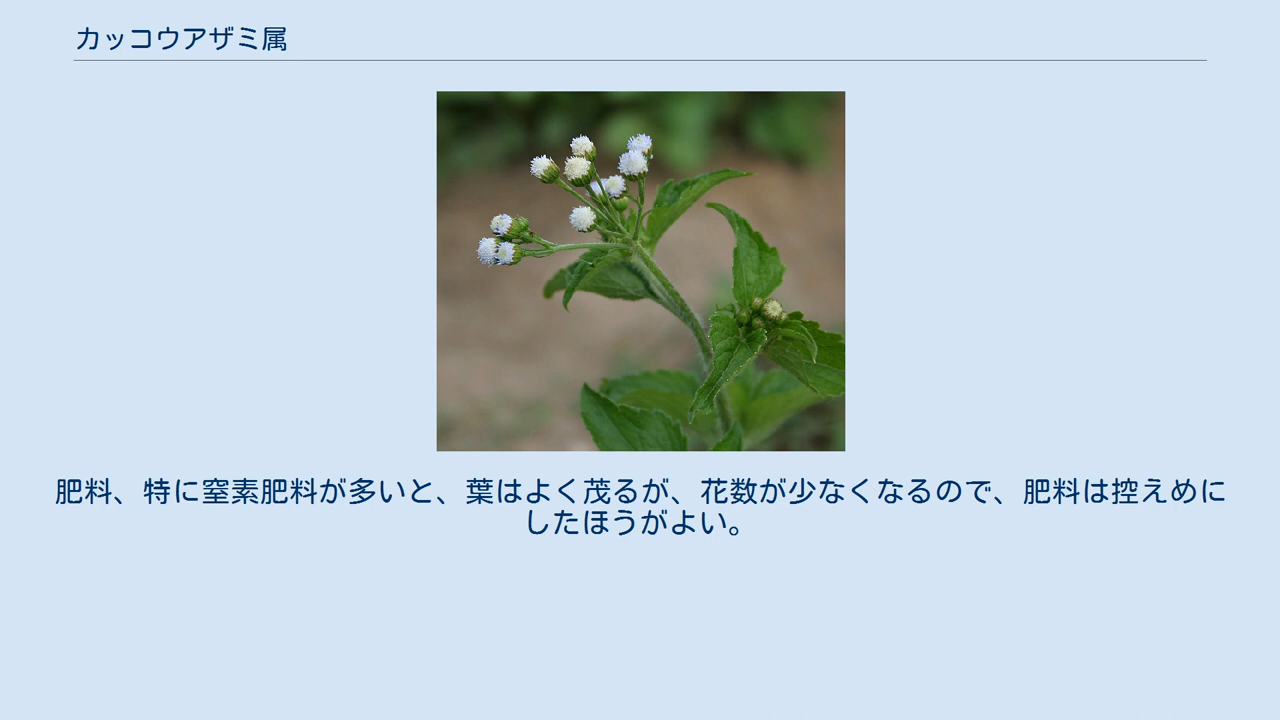 カッコウアザミ属
肥料、特に窒素肥料が多いと、葉はよく茂るが、花数が少なくなるので、肥料は控えめに
したほうがよい。